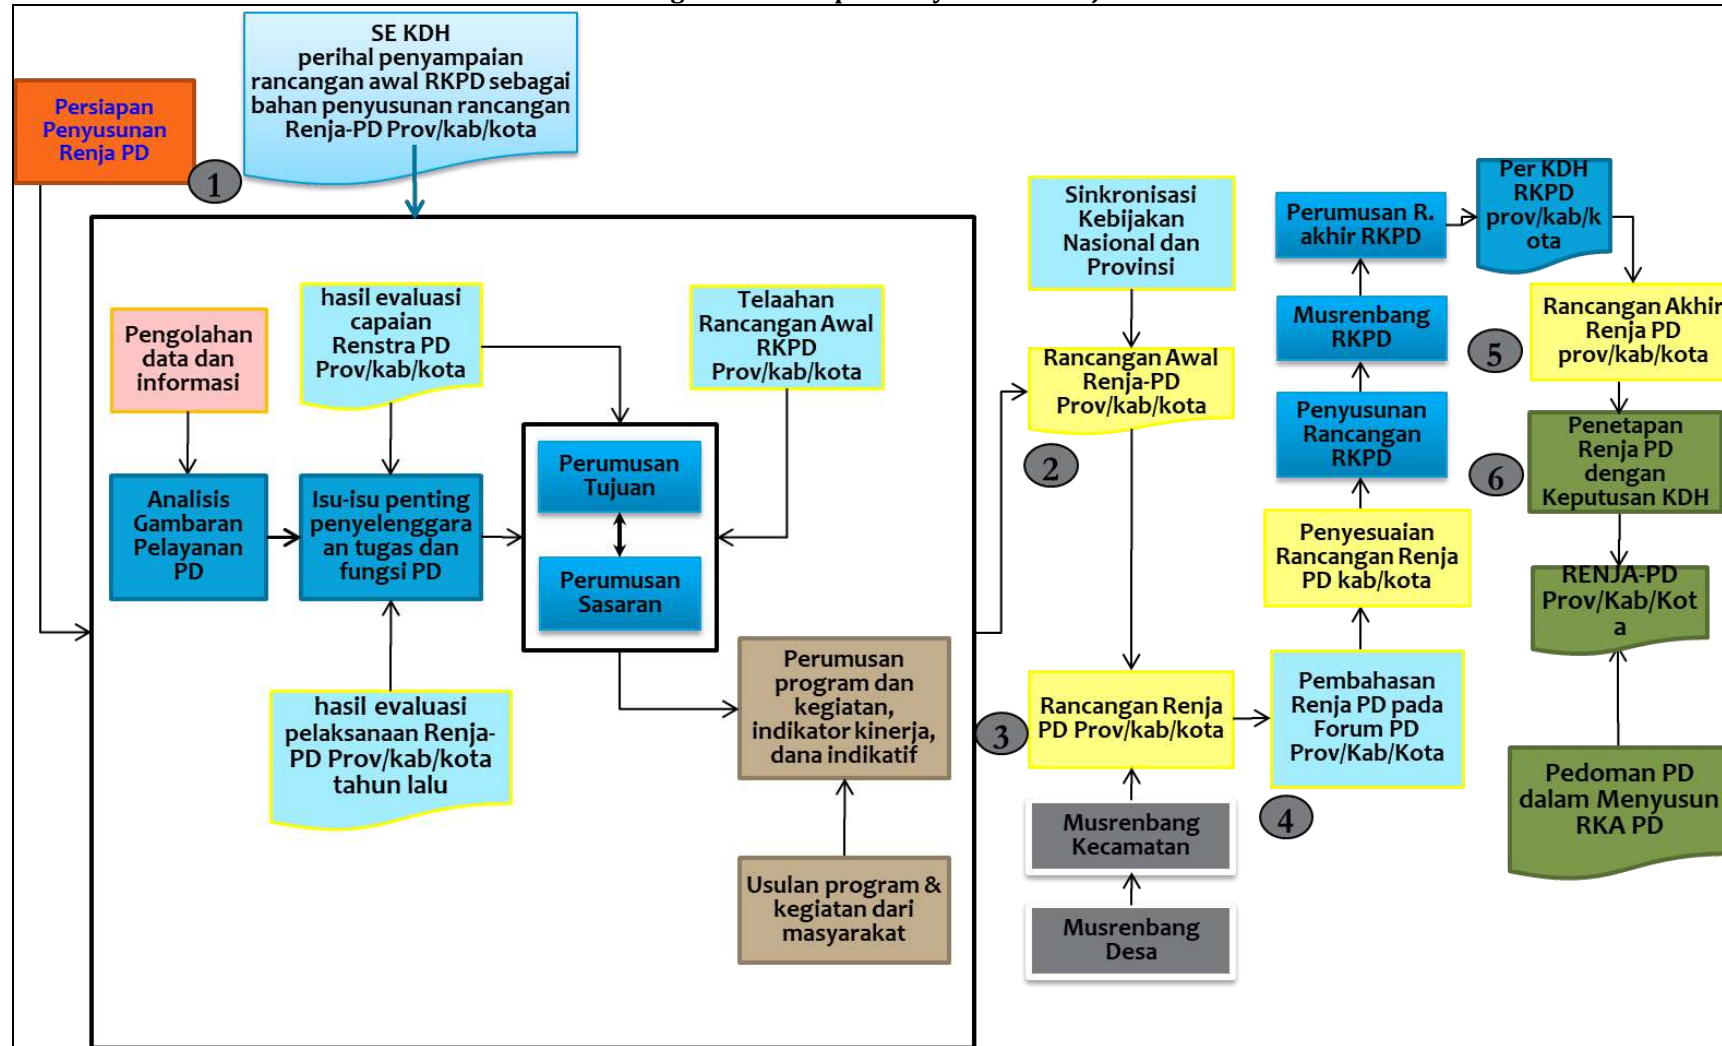 SE KDH
perihal penyampaian
rancangan awal RKPD sebagai
bahan penyusunan rancangan
Renja-PD Prov/kab/kota
Persiapan
Penyusunan
Renja PD
1
Pengolahan
data dan
informasi
hasil evaluasi
capaian
Renstra PD
Prov/kab/kota
Telaahan
Rancangan Awal
RKPD
Prov/kab/kota
Analisis
Gambaran
Pelayanan
PD
Isu-isu penting
penyelenggara
an tugas dan
fungsi PD
Perumusan
Tujuan
Perumusan
Sasaran
hasil evaluasi
pelaksanaan Renja-
PD Prov/kab/kota
tahun lalu
Perumusan
program dan
kegiatan,
indikator kinerja,
dana indikatif
Usulan program &
kegiatan dari
masyarakat
Sinkronisasi
Kebijakan
Nasional dan
Provinsi
Rancangan Awal
Renja-PD
Prov/kab/kota
2
Rancangan Renja
PD Prov/kab/kota
3
Musrenbang
Kecamatan
Musrenbang
Desa
Pembahasan
Renja PD pada
Forum PD
Prov/Kab/Kota
4
Penyesuaian
Rancangan Renja
PD kab/kota
Penyusunan
Rancangan
RKPD
Musrenbang
RKPD
Perumusan R.
akhir RKPD
Per KDH
RKPD
prov/kab/k
ota
Rancangan Akhir
Renja PD
prov/kab/kota
5
Penetapan
Renja PD
dengan
Keputusan KDH
6
RENJA-PD
Prov/Kab/Kot
a
Pedoman PD
dalam Menyusun
RKA PD